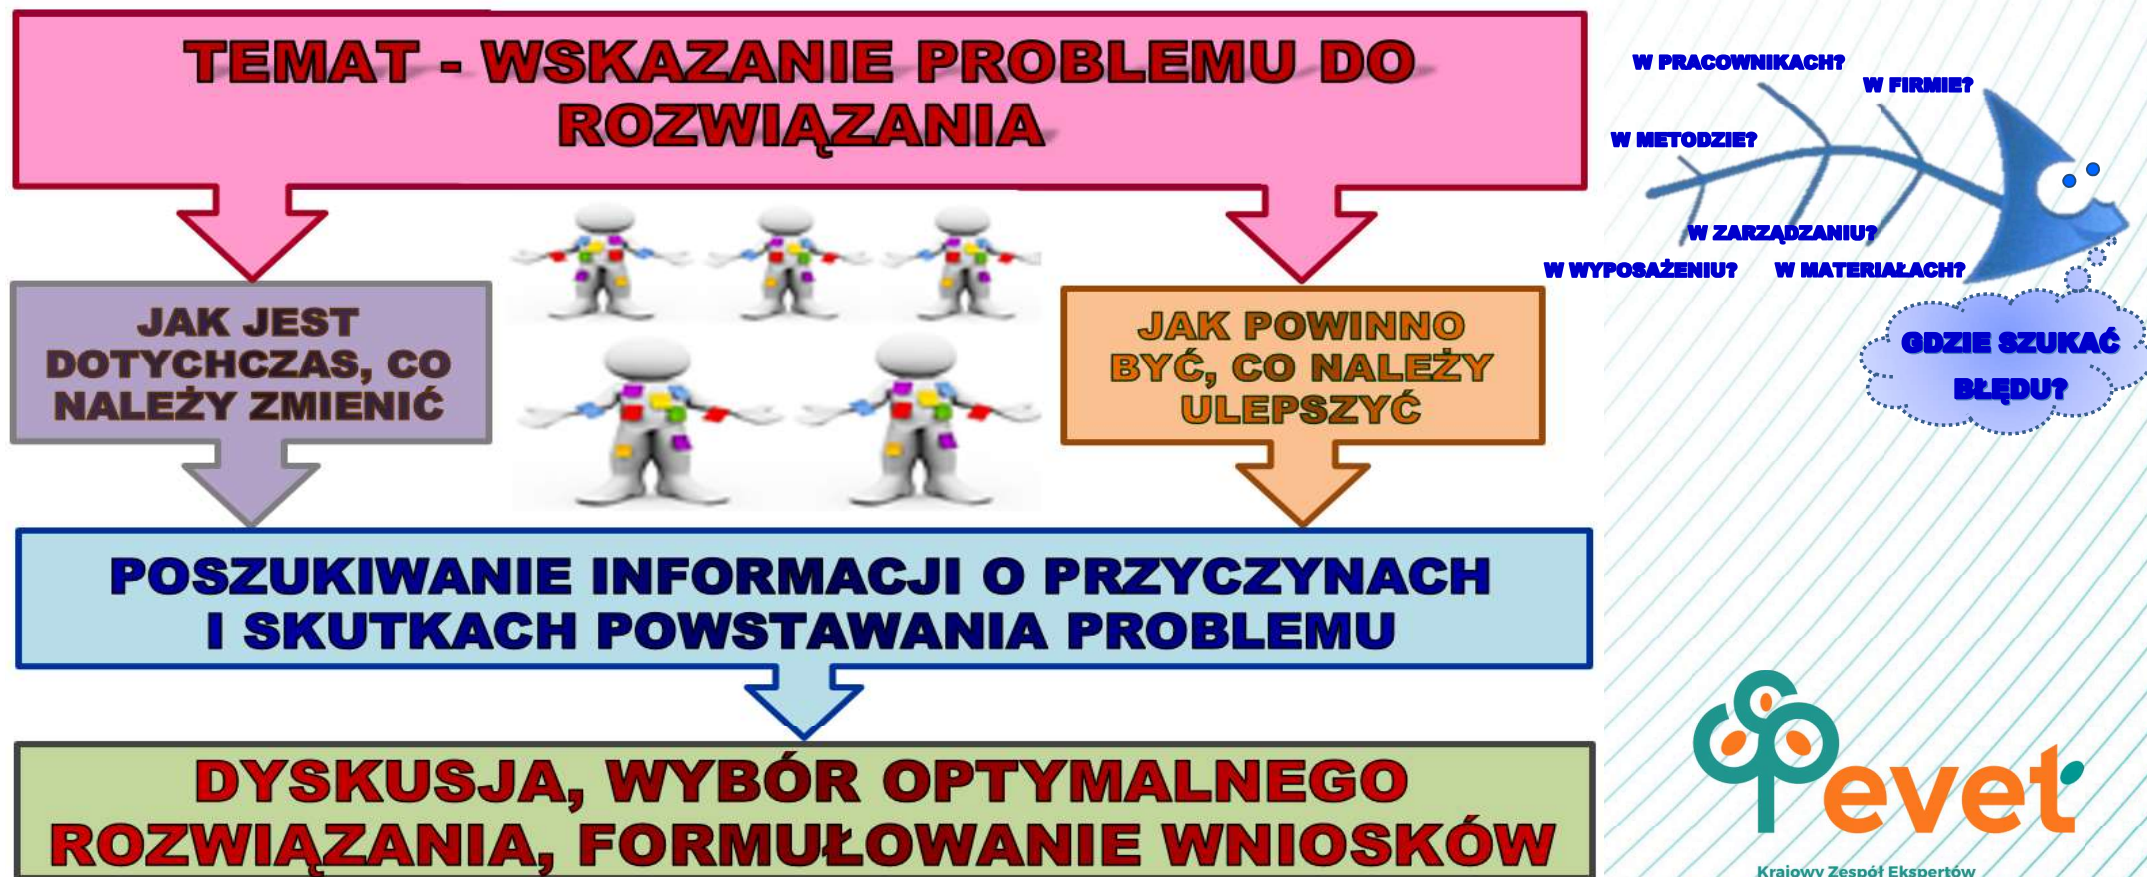 TEMAT - WSKAZANIE PROBLEMU DO
ROZWIĄZANIA
JAK JEST
DOTYCHCZAS, CO
NALEŻY ZMIENIĆ
JAK POWINNO
BYĆ, CO NALEŻY
ULEPSZYĆ
POSZUKIWANIE INFORMACJI O PRZYCZYNACH
I SKUTKACH POWSTAWANIA PROBLEMU
DYSKUSJA, WYBÓR OPTYMALNEGO
ROZWIĄZANIA, FORMUŁOWANIE WNIOSKÓW
W PRACOWNIKACH?
W FIRMIE?
W METODZIE?
W ZARZĄDZANIU?
W WYPOSAŻENIU?
W MATERIAŁACH?
GDZIE SZUKAĆ
BŁĘDU?
evet
Krajowy Zespół Ekspertów